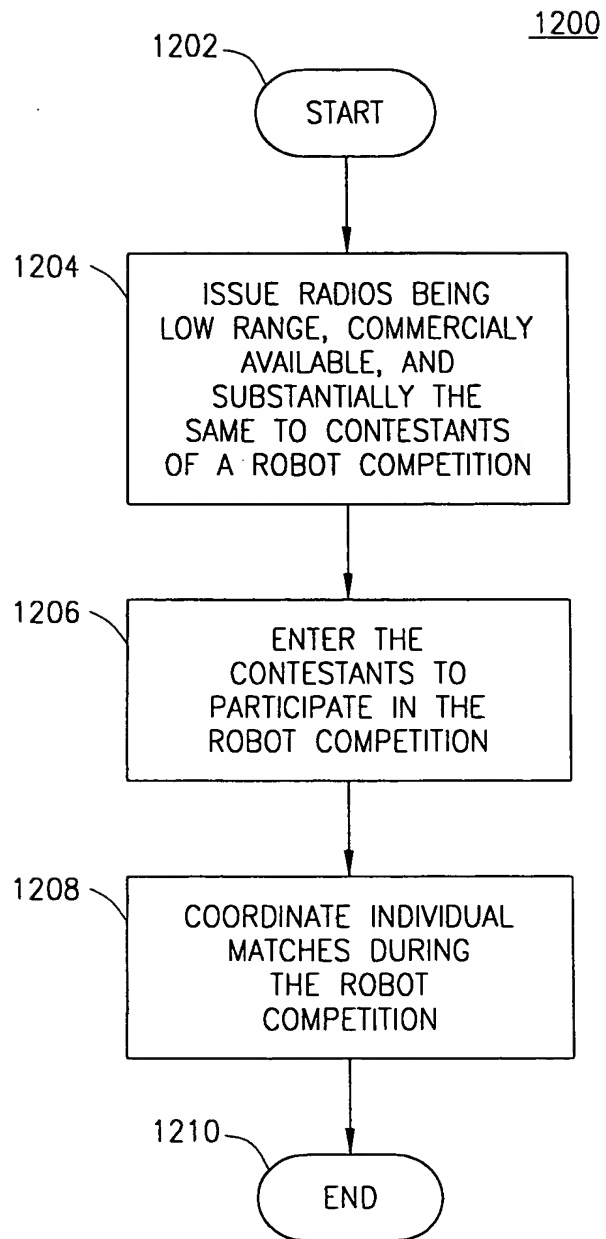 1200
1202
START
1204
ISSUE RADIOS BEING
LOW RANGE, COMMERCIALY
AVAILABLE, AND
SUBSTANTIALLY THE
SAME TO CONTESTANTS
OF A ROBOT COMPETITION
1206
ENTER THE
CONTESTANTS TO
PARTICIPATE IN THE
ROBOT COMPETITION
1208
COORDINATE INDIVIDUAL
MATCHES DURING
THE ROBOT
COMPETITION
1210
END